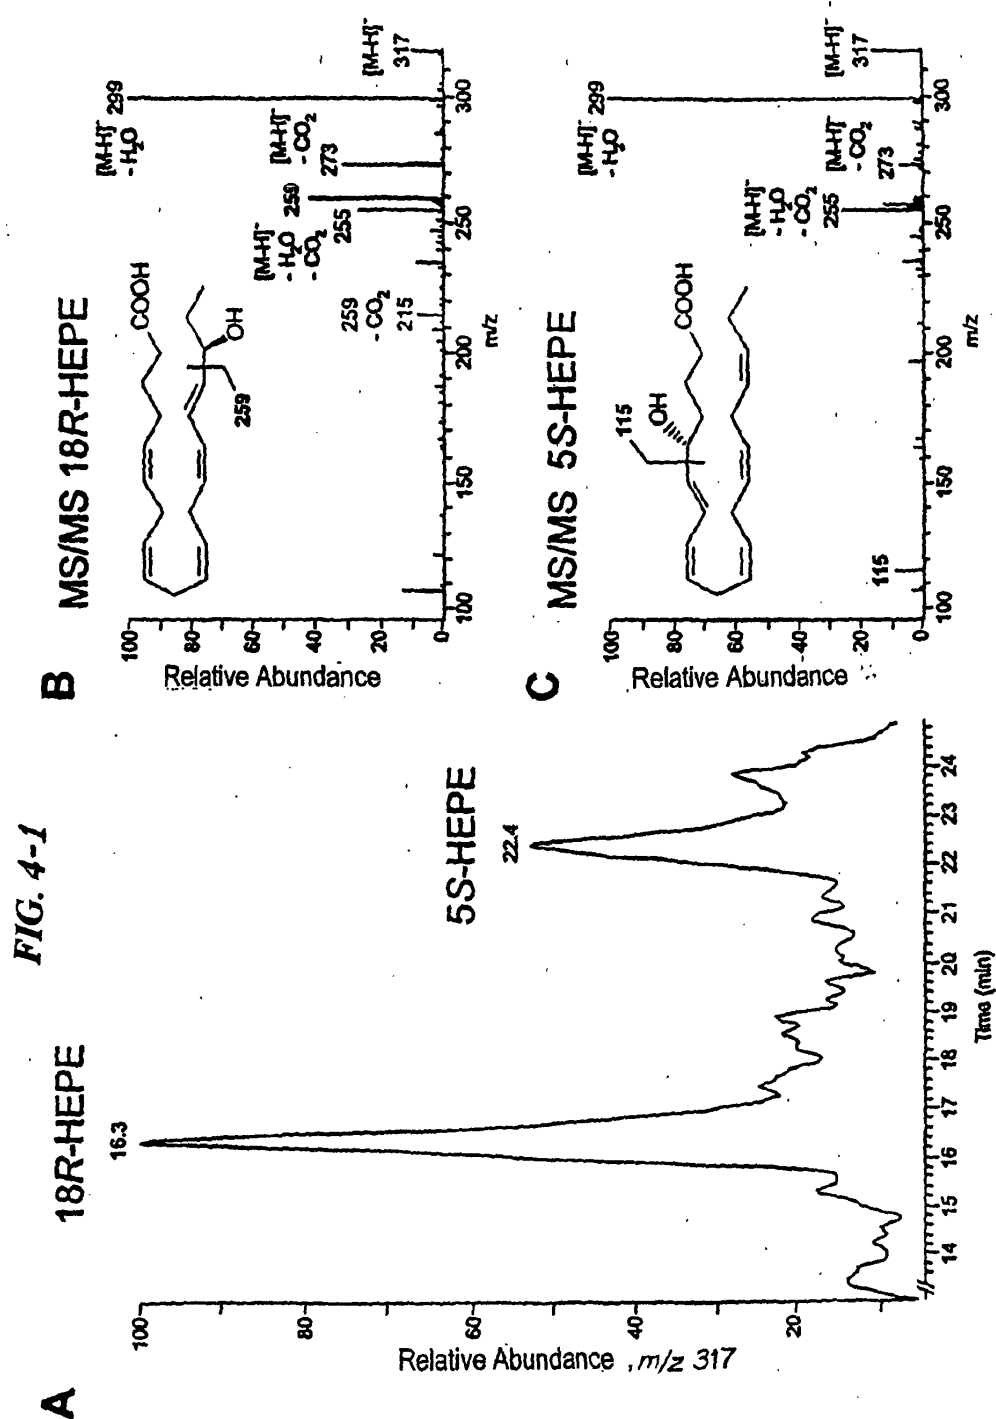 FIG. 4-1
A
18R-HEPE
16.3
5S-HEPE
22.4
Relative Abundance, m/z 317
100
80
60
40
20
14
15
16
17
18
19
20
21
22
23
24
Time (min)
B
MS/MS 18R-HEPE
Relative Abundance
100
80
60
40
20
0
COOH
OH
259
[M-H]⁻
- H₂O
299
[M-H]⁻
317
[M-H]⁻
- CO₂
273
259
[M-H]⁻
- H₂O
- CO₂
255
259
- CO₂
215
100
150
200
250
300
m/z
C
MS/MS 5S-HEPE
Relative Abundance
100
80
60
40
20
0
115
OH
COOH
[M-H]⁻
- H₂O
299
[M-H]⁻
317
[M-H]⁻
- H₂O
- CO₂
255
[M-H]⁻
- CO₂
273
115
100
150
200
250
300
m/z